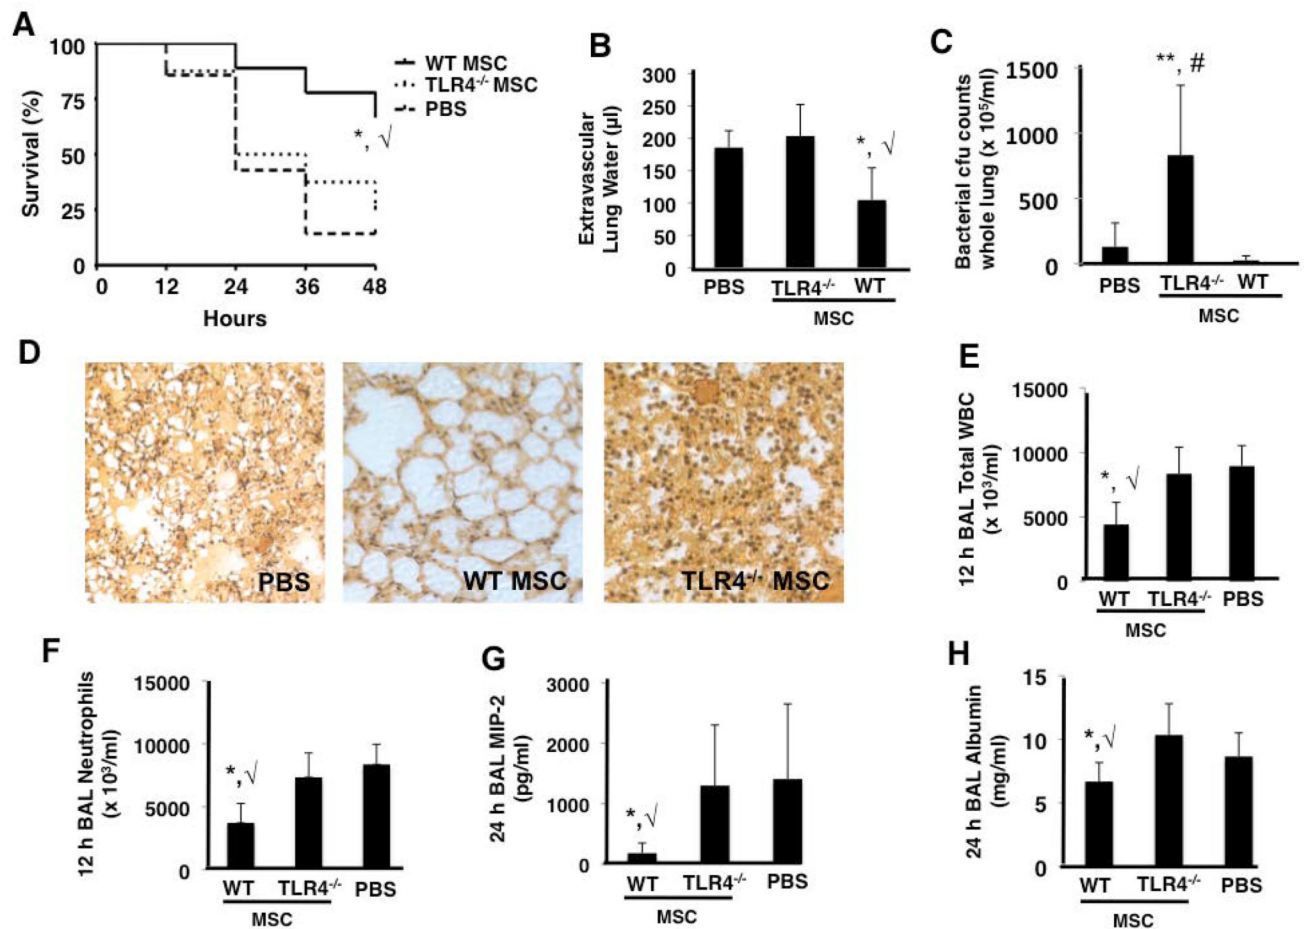 A
100
75
50
25
0
Survival (%)
0 12 24 36 48
Hours
WT MSC
TLR4-/- MSC
PBS
*, √
B
300
250
200
150
100
50
0
Extravascular
Lung Water (µl)
*, √
PBS TLR4-/- WT
MSC
C
1500
1000
500
0
Bacterial cfu counts
whole lung (x 10⁵/ml)
**, #
PBS TLR4-/- WT
MSC
D
PBS
WT MSC
TLR4-/- MSC
E
15000
10000
5000
0
12 h BAL Total WBC
(x 10³/ml)
*, √
WT TLR4-/- PBS
MSC
F
15000
10000
5000
0
12 h BAL Neutrophils
(x 10³/ml)
*,√
WT TLR4-/- PBS
MSC
G
3000
2000
1000
0
24 h BAL MIP-2
(pg/ml)
*,√
WT TLR4-/- PBS
MSC
H
15
10
5
0
24 h BAL Albumin
(mg/ml)
*,√
WT TLR4-/- PBS
MSC